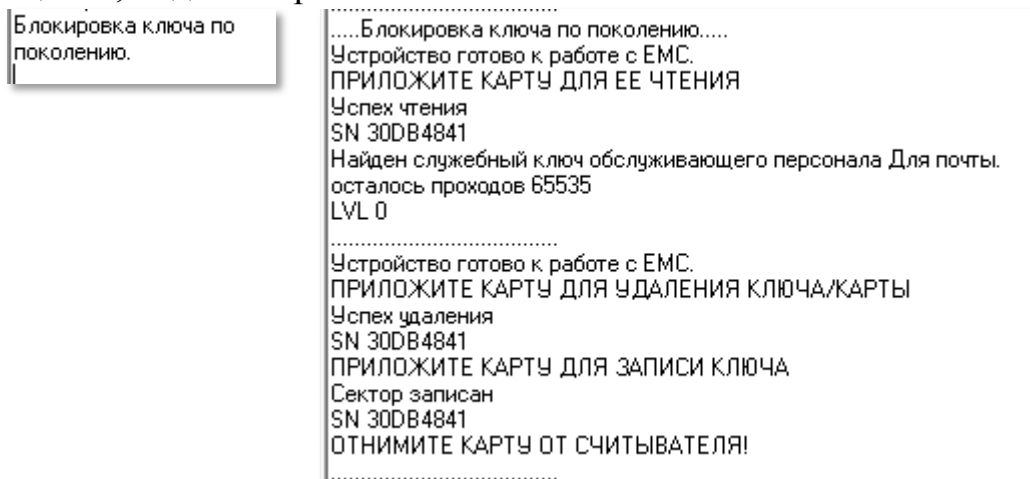 Блокировка ключа по
поколению.
.....Блокировка ключа по поколению.....
Устройство готово к работе с EMC.
ПРИЛОЖИТЕ КАРТУ ДЛЯ ЕЕ ЧТЕНИЯ
Успех чтения
SN 30DB4841
Найден служебный ключ обслуживающего персонала Для почты.
осталось проходов 65535
LVL 0
......................................
Устройство готово к работе с EMC.
ПРИЛОЖИТЕ КАРТУ ДЛЯ УДАЛЕНИЯ КЛЮЧА/КАРТЫ
Успех удаления
SN 30DB4841
ПРИЛОЖИТЕ КАРТУ ДЛЯ ЗАПИСИ КЛЮЧА
Сектор записан
SN 30DB4841
ОТНИМИТЕ КАРТУ ОТ СЧИТЫВАТЕЛЯ!
......................................